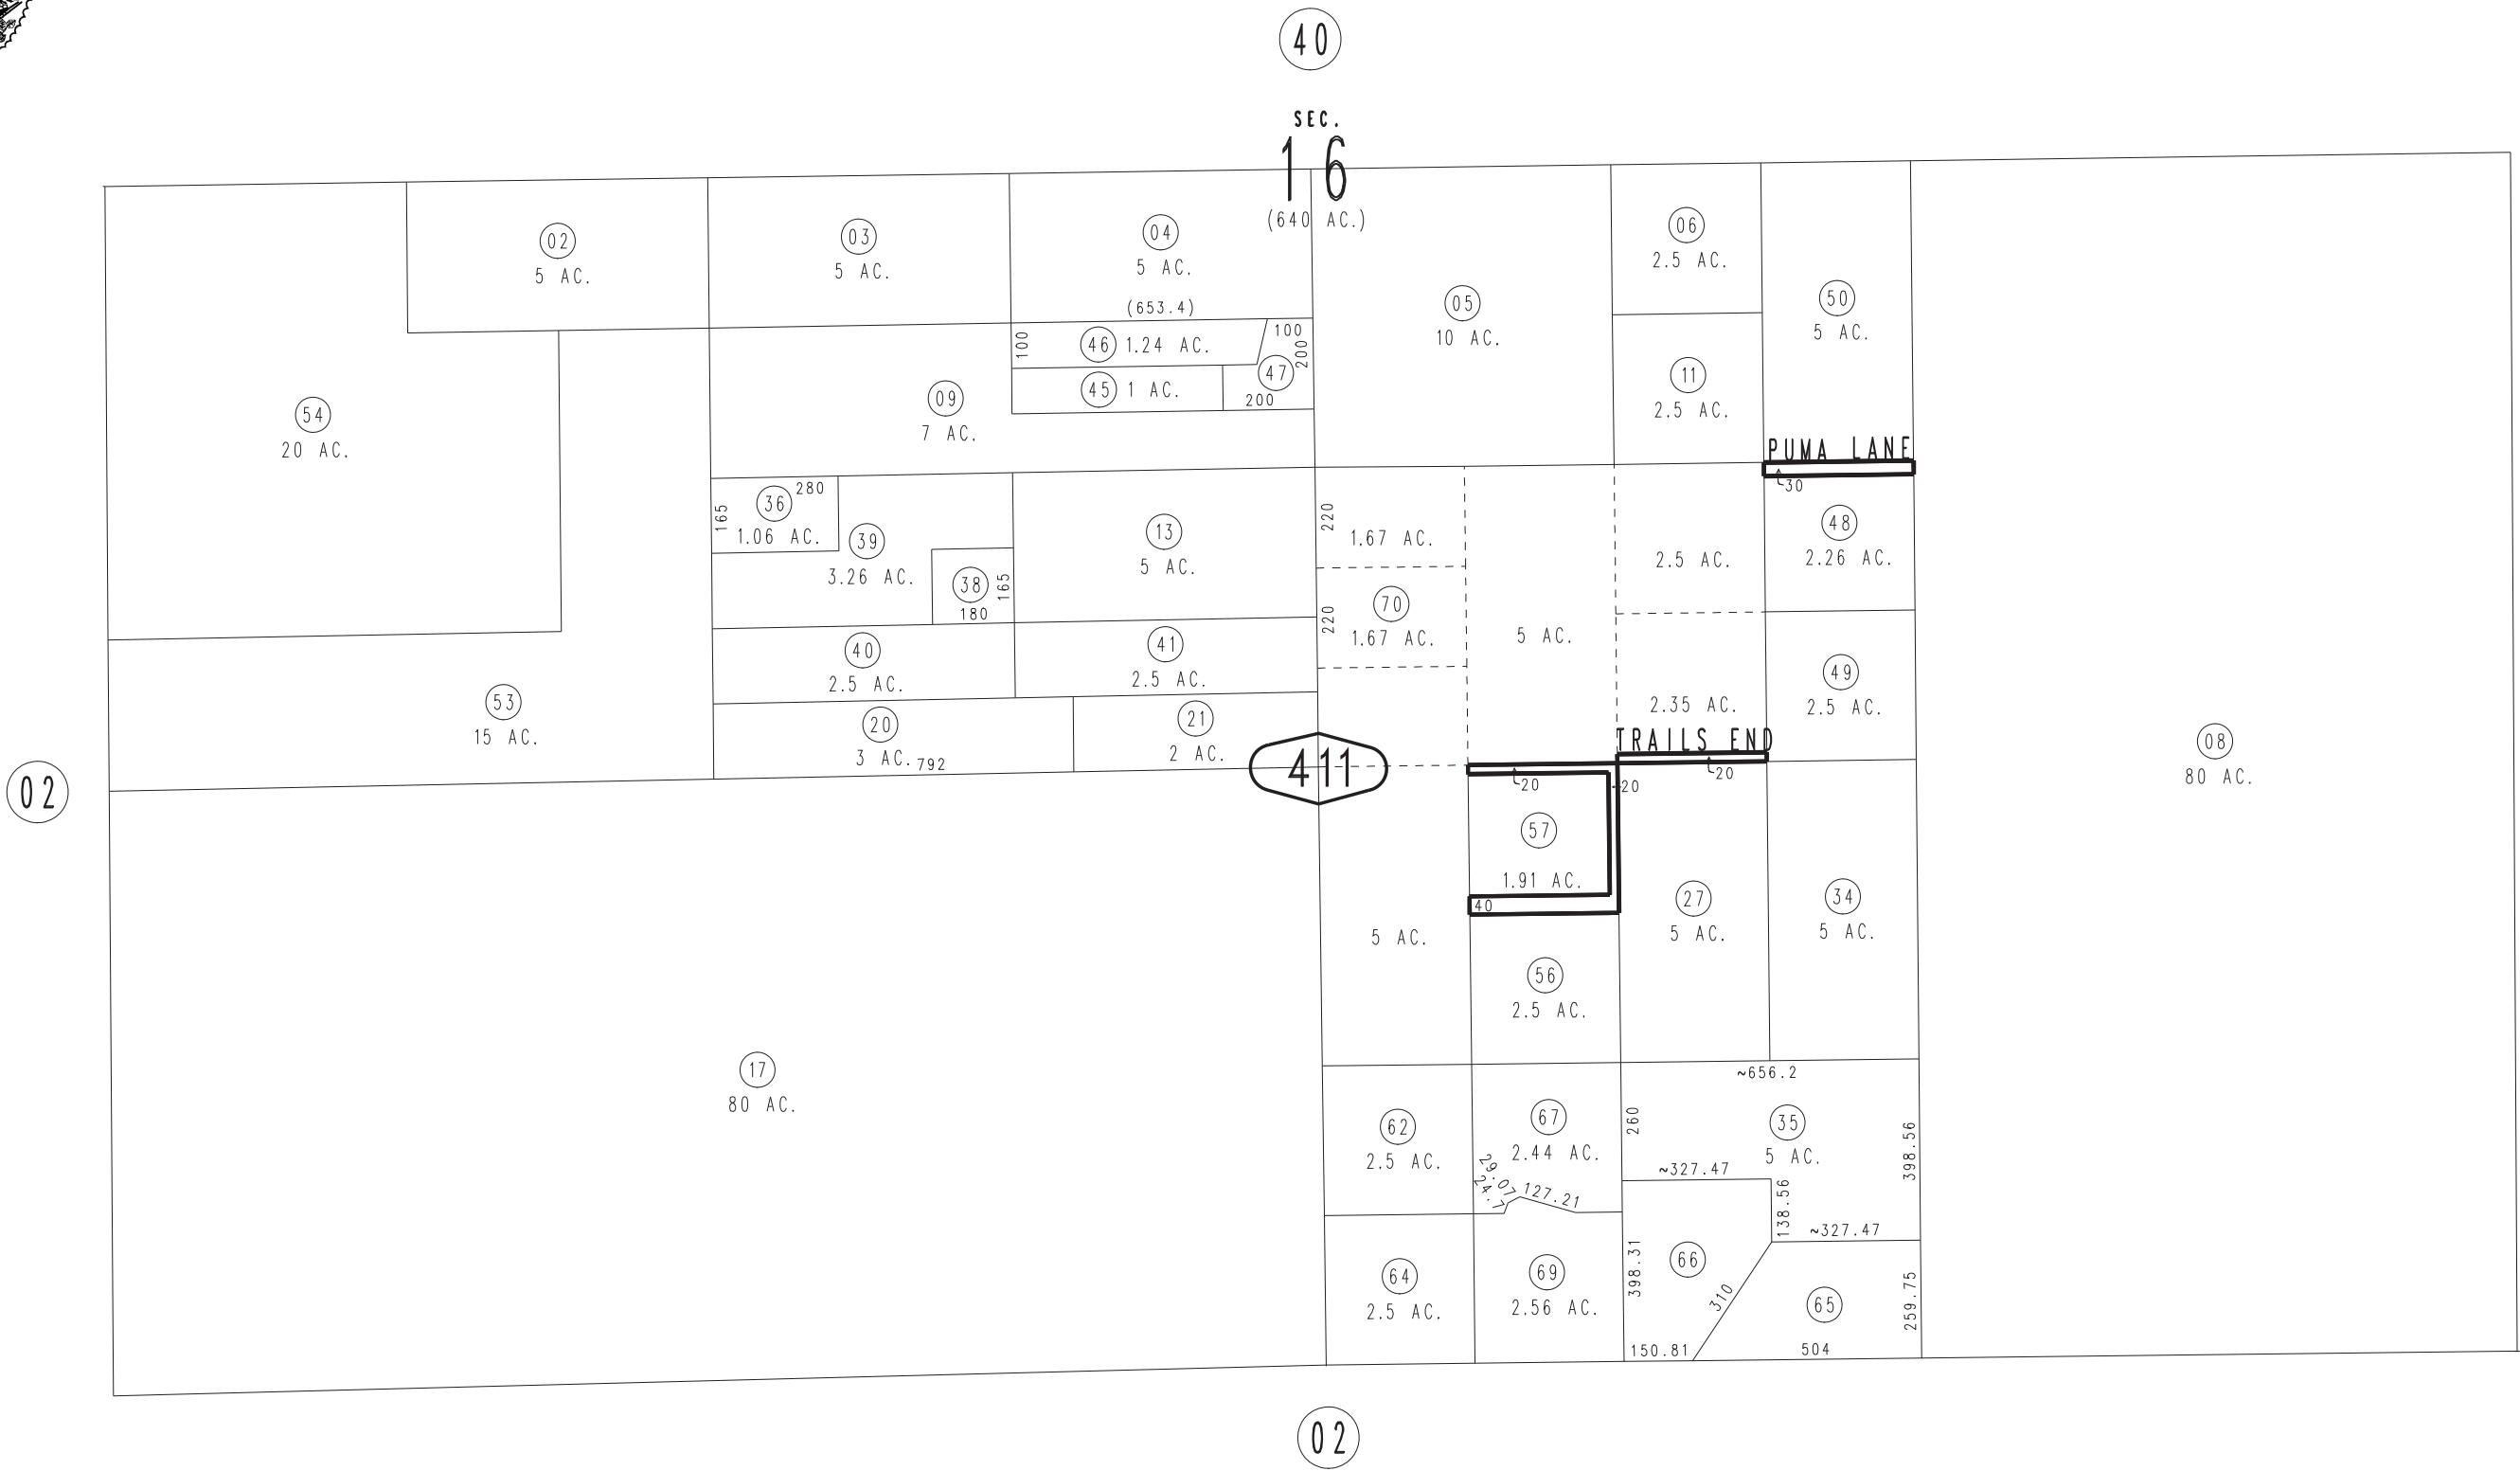 40
SEC.
16
(640 AC.)
02
5 AC.
03
5 AC.
04
5 AC.
(653.4)
05
10 AC.
06
2.5 AC.
50
5 AC.
100
46 1.24 AC.
100
200
47
45 1 AC.
200
11
2.5 AC.
54
20 AC.
09
7 AC.
PUMA LANE
30
36
280
165
1.06 AC.
39
3.26 AC.
38
165
180
13
5 AC.
220
1.67 AC.
70
220
1.67 AC.
5 AC.
2.5 AC.
48
2.26 AC.
40
2.5 AC.
41
2.5 AC.
2.35 AC.
49
2.5 AC.
53
15 AC.
20
3 AC. 792
21
2 AC.
TRAILS END
20
20
20
08
80 AC.
02
411
57
1.91 AC.
40
27
5 AC.
34
5 AC.
5 AC.
56
2.5 AC.
17
80 AC.
~656.2
62
2.5 AC.
67
2.44 AC.
260
35
5 AC.
398.56
29.07
24.7
127.21
~327.47
138.56
~327.47
64
2.5 AC.
69
2.56 AC.
398.31
66
310
65
259.75
150.81
504
02